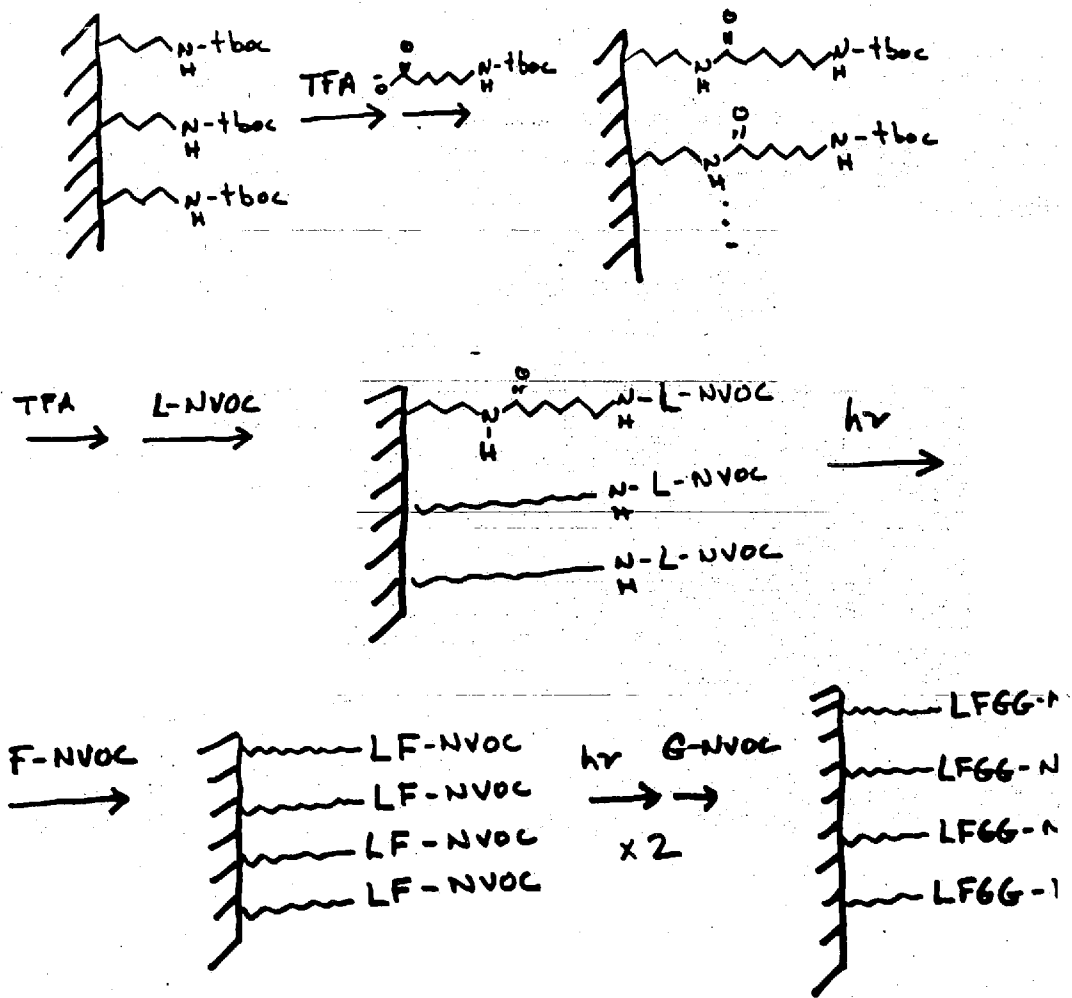 N-tboc
H
N-tboc
H
N-tboc
H
TFA
O
O
N-tboc
H
O
N
H
N-tboc
H
O
N
H
N-tboc
H
TFA
L-NVOC
O
N
H
N-L-NVOC
H
N-L-NVOC
H
N-L-NVOC
H
hν
F-NVOC
LF-NVOC
LF-NVOC
LF-NVOC
LF-NVOC
hν
G-NVOC
x2
LFGG-N
LFGG-N
LFGG-N
LFGG-